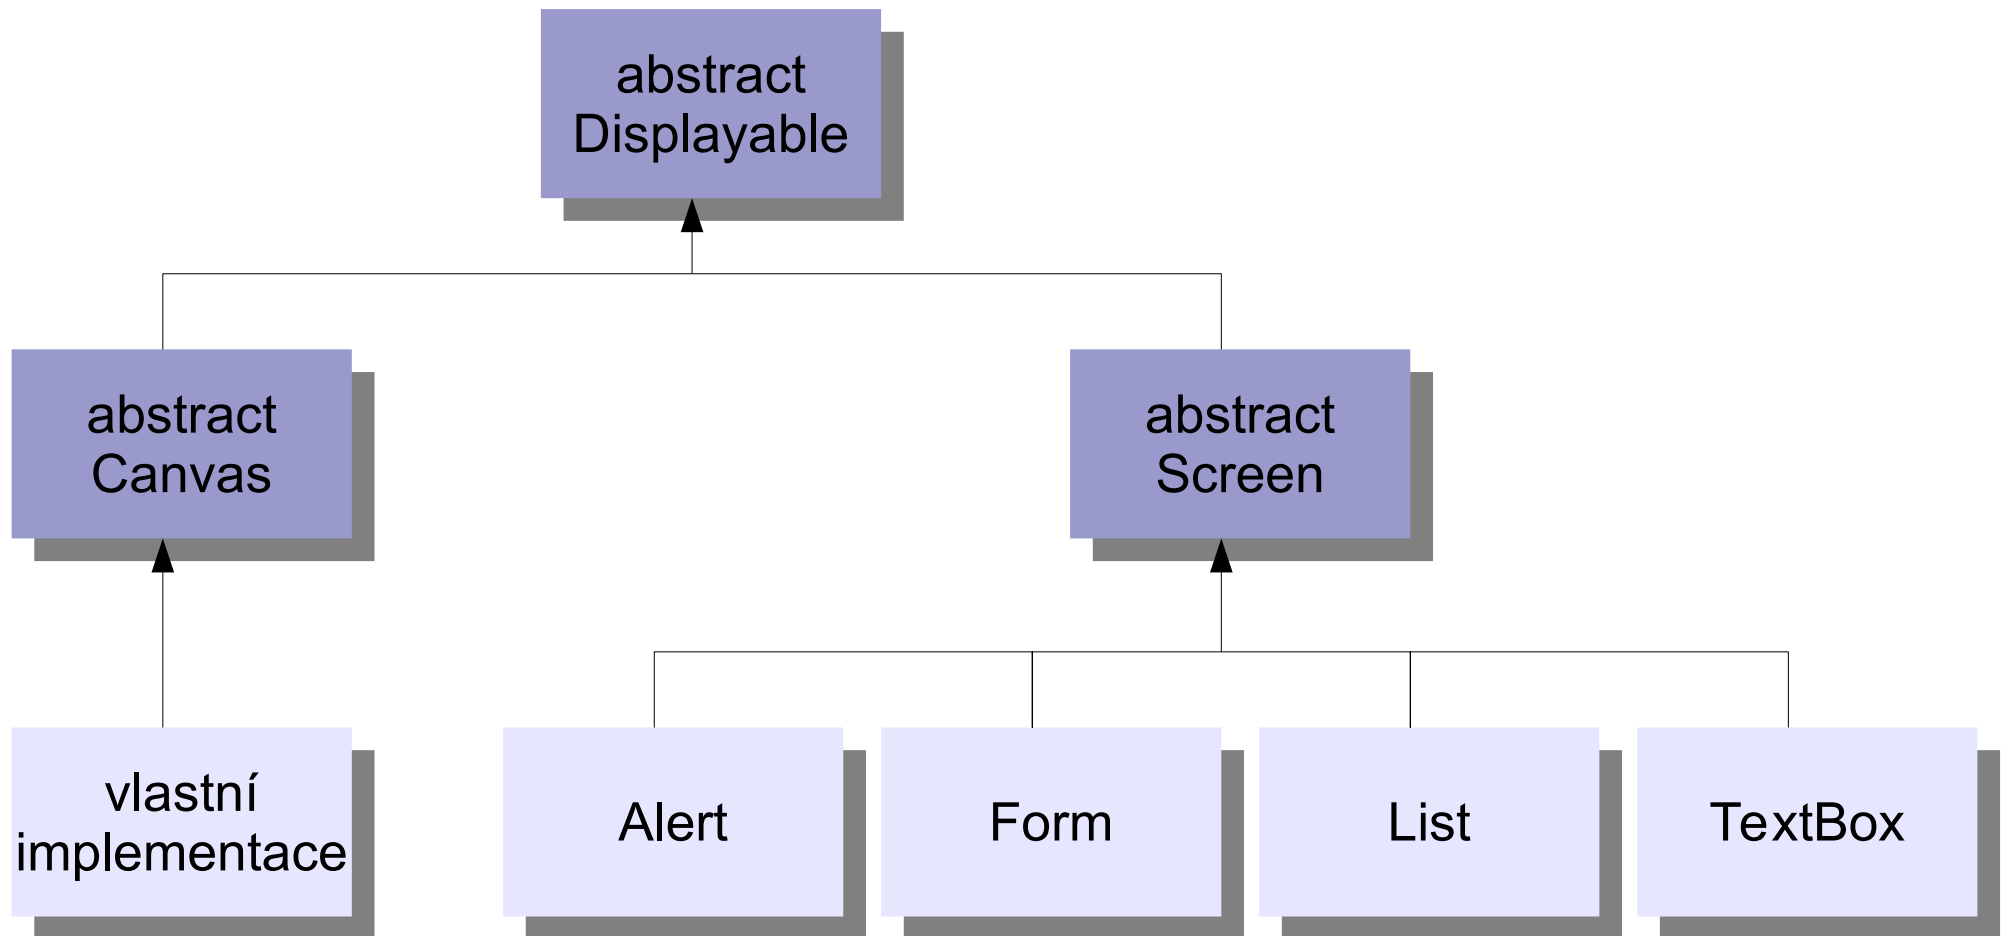 abstract
Displayable
abstract
Canvas
abstract
Screen
vlastní
implementace
Alert
Form
List
TextBox